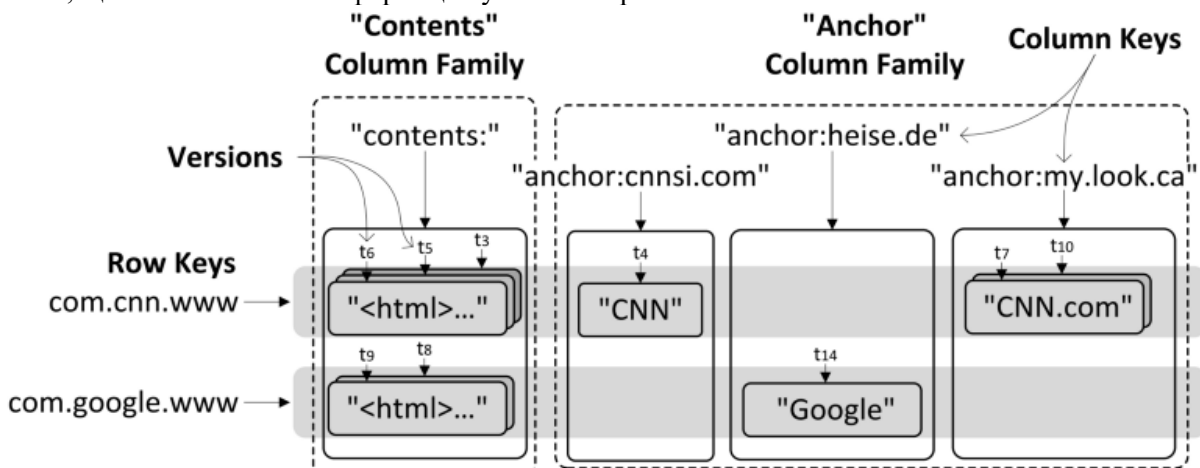 "Contents"
Column Family
"Anchor"
Column Family
Column Keys
"contents:"
"anchor:heise.de"
Versions
"anchor:cnnsi.com"
"anchor:my.look.ca"
t6
t5
t3
t4
t7
t10
Row Keys
com.cnn.www
"<html>..."
"CNN"
"CNN.com"
t9
t8
t14
com.google.www
"<html>..."
"Google"